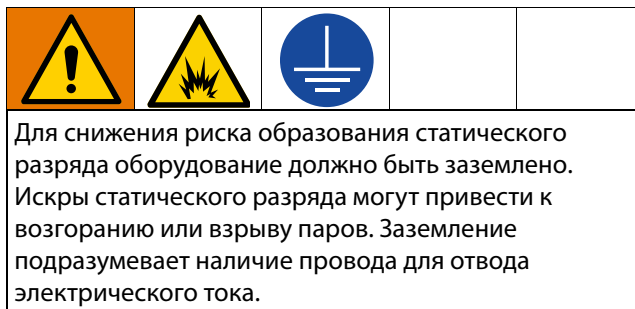 Для снижения риска образования статического
разряда оборудование должно быть заземлено.
Искры статического разряда могут привести к
возгоранию или взрыву паров. Заземление
подразумевает наличие провода для отвода
электрического тока.